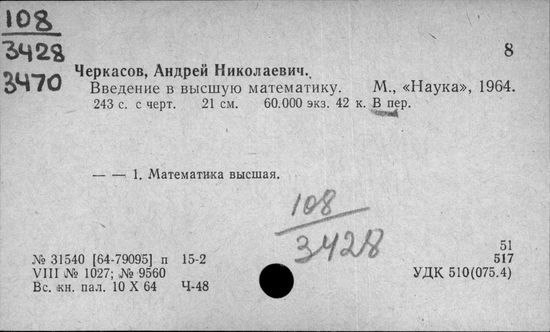 108
3428
3470
8
Черкасов, Андрей Николаевич.
Введение в высшую математику. М., «Наука», 1964.
243 с. с черт. 21 см. 60.000 экз. 42 к. В пер.
— — 1. Математика высшая.
108
3428
№ 31540 [64-79095] п 15-2
51
517
VIII № 1027; № 9560
УДК 510(075.4)
Вс. кн. пал. 10 X 64 Ч-48